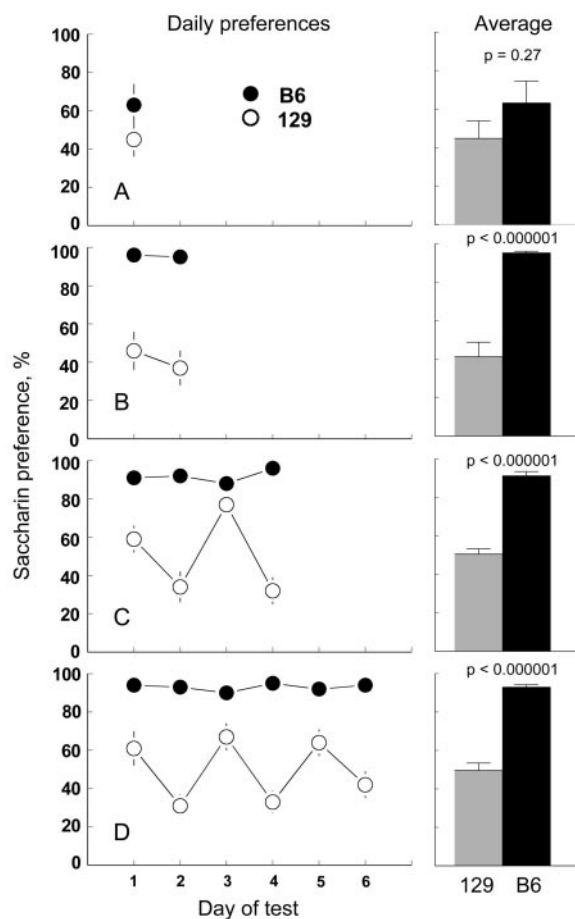 Daily preferences
Average
100
80
60
40
20
0
B6
129
A
p = 0.27
100
80
60
40
20
0
B
p < 0.000001
Saccharin preference, %
100
80
60
40
20
0
C
p < 0.000001
100
80
60
40
20
0
D
p < 0.000001
1 2 3 4 5 6
Day of test
129 B6